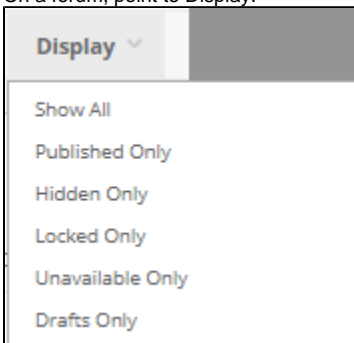 On a forum, point to Display.
Display
Show All
Published Only
Hidden Only
Locked Only
Unavailable Only
Drafts Only